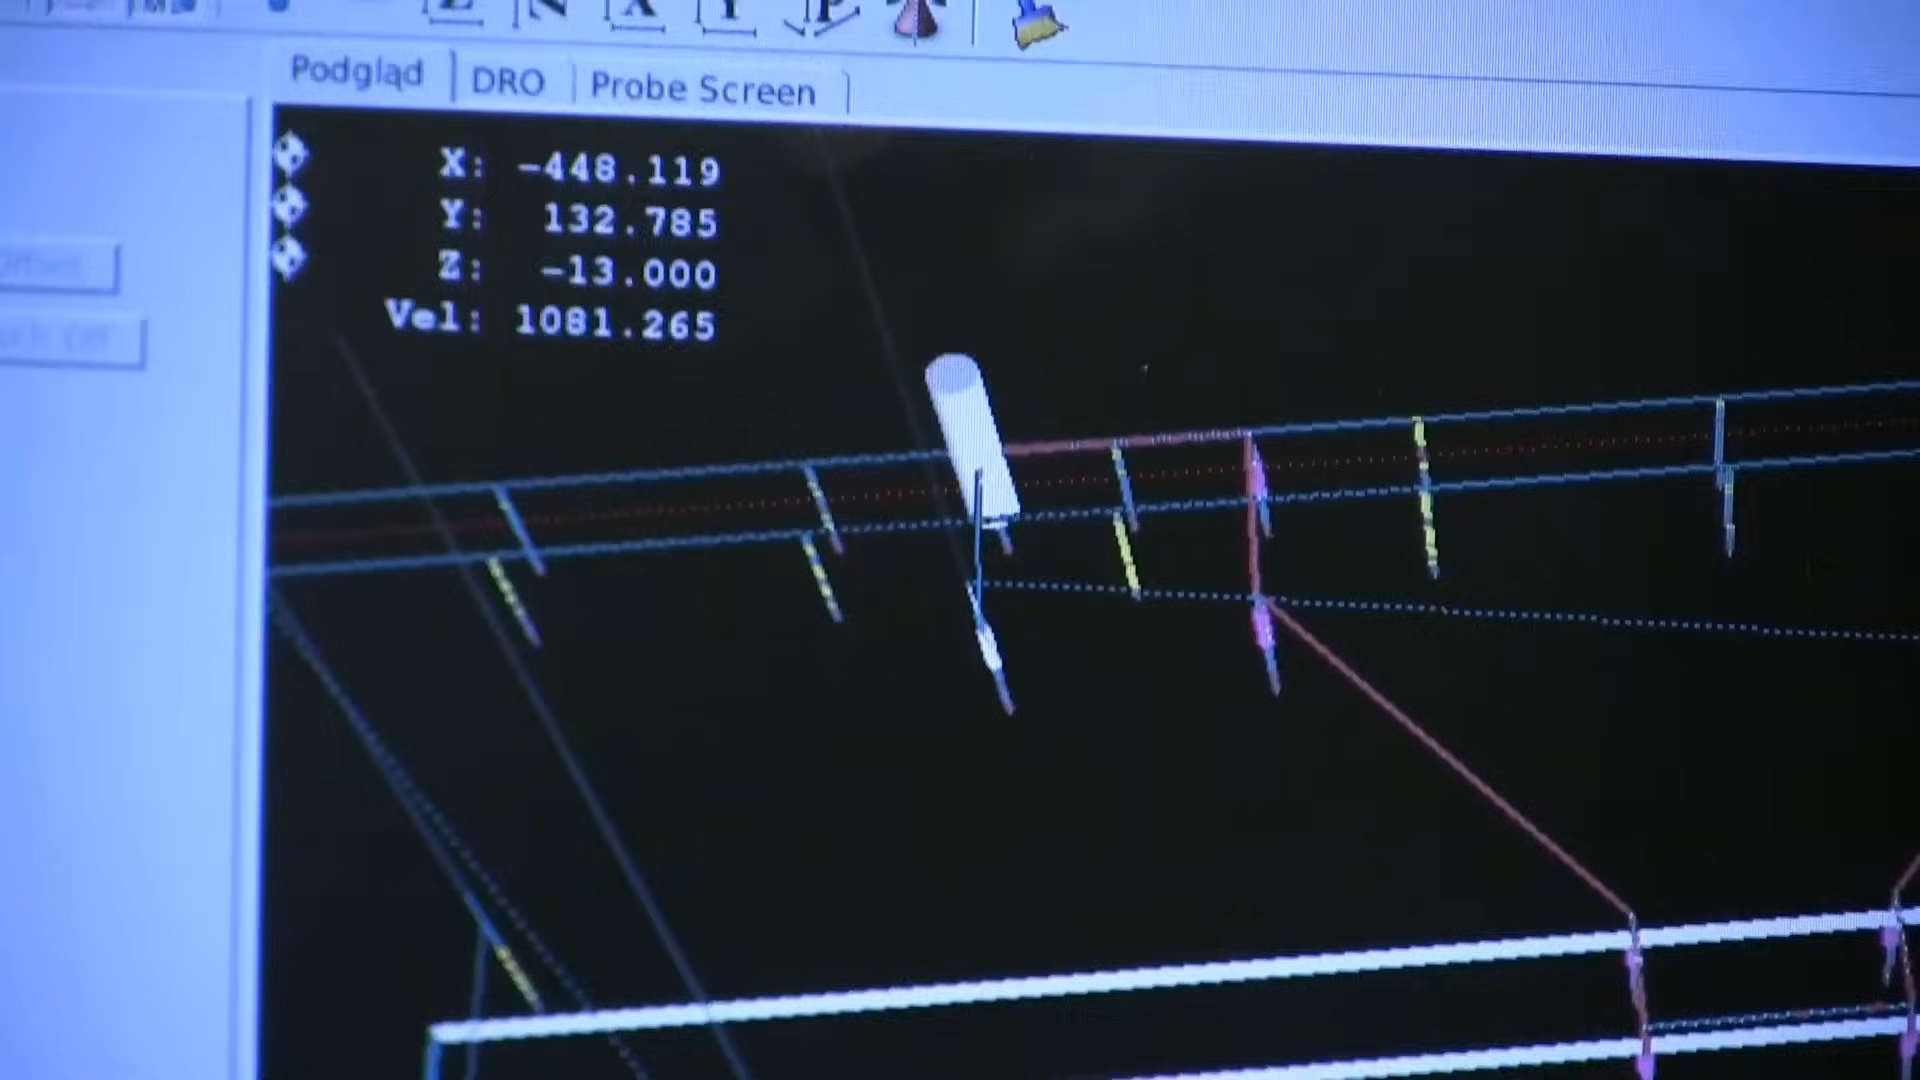 Z N X Y P
Podgląd DRO Probe Screen
X: -448.119
Y: 132.785
Z: -13.000
Vel: 1081.265